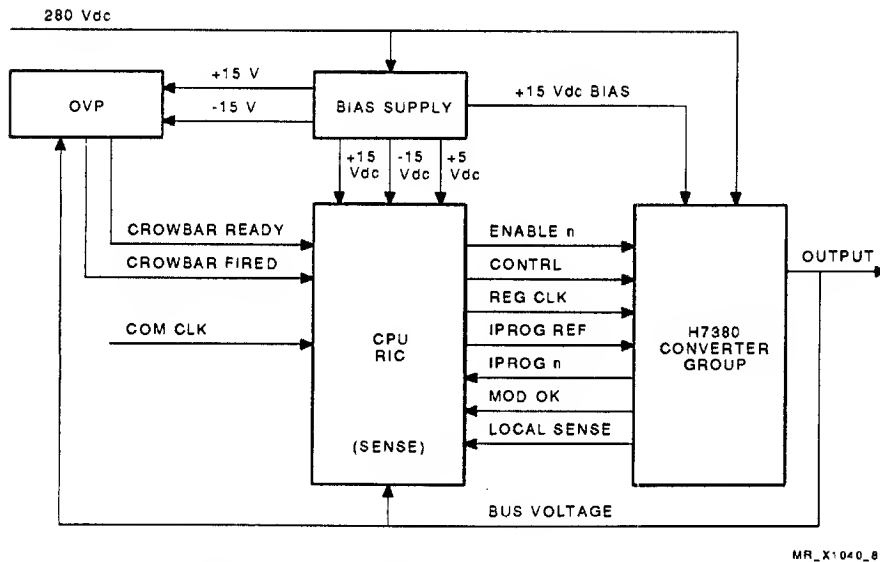 280 Vdc
+15 V
OVP
BIAS SUPPLY
+15 Vdc BIAS
-15 V
+15
Vdc
-15
Vdc
+5
Vdc
CROWBAR READY
ENABLE n
OUTPUT
CROWBAR FIRED
CONTRL
REG CLK
COM CLK
CPU
RIC
IPROG REF
H7380
CONVERTER
GROUP
IPROG n
MOD OK
LOCAL SENSE
(SENSE)
BUS VOLTAGE
MR_X1040_8